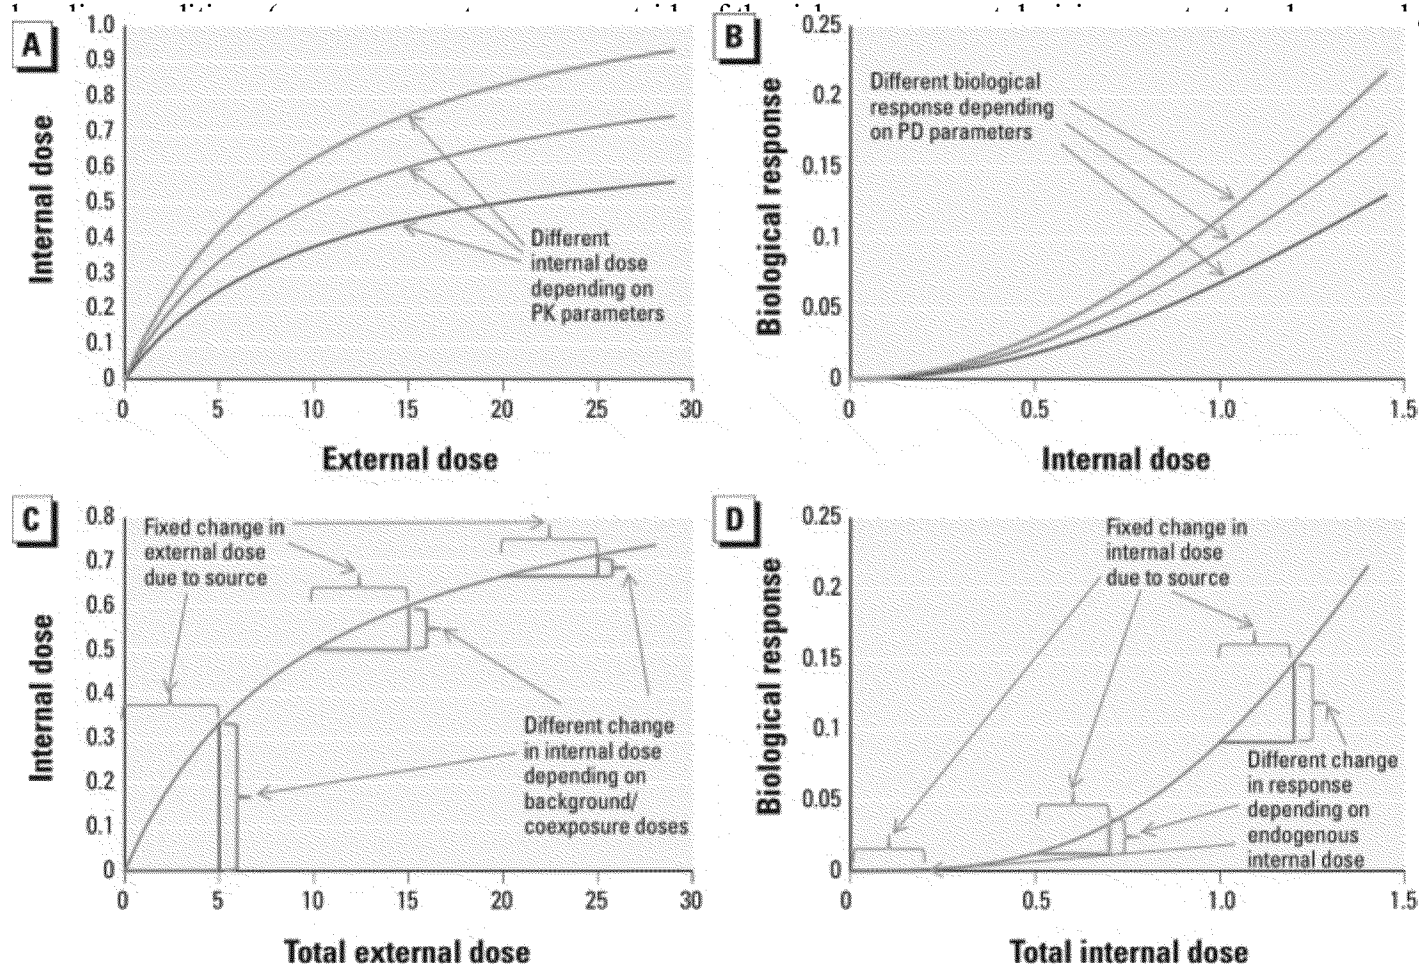 A
1.0
0.9
0.8
0.7
0.6
0.5
0.4
0.3
0.2
0.1
0
Internal dose
Different
internal dose
depending on
PK parameters
0 5 10 15 20 25 30
External dose
B
0.25
0.2
0.15
0.1
0.05
0
Biological response
Different biological
response depending
on PD parameters
0 0.5 1.0 1.5
Internal dose
C
0.8
0.7
0.6
0.5
0.4
0.3
0.2
0.1
0
Internal dose
Fixed change in
external dose
due to source
Different change
in internal dose
depending on
background/
coexposure doses
0 5 10 15 20 25 30
Total external dose
D
0.25
0.2
0.15
0.1
0.05
0
Biological response
Fixed change in
internal dose
due to source
Different change
in response
depending on
endogenous
internal dose
0 0.5 1.0 1.5
Total internal dose